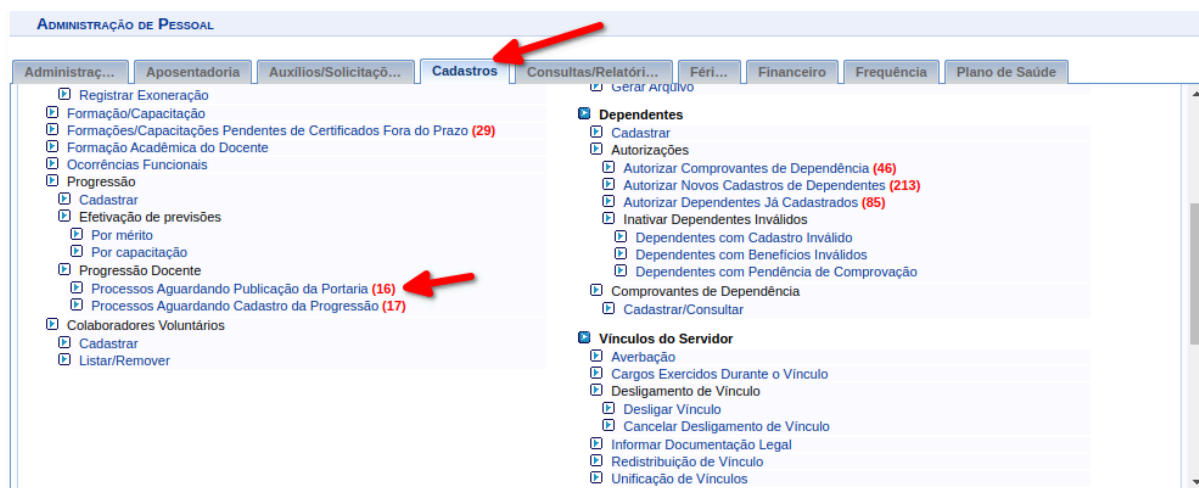 Administração de Pessoal
Administraç...
Aposentadoria
Auxílios/Solicitaçõ...
Cadastros
Consultas/Relatóri...
Féri...
Financeiro
Frequência
Plano de Saúde
Registrar Exoneração
Formação/Capacitação
Formações/Capacitações Pendentes de Certificados Fora do Prazo (29)
Formação Acadêmica do Docente
Ocorrências Funcionais
Progressão
Cadastrar
Efetivação de previsões
Por mérito
Por capacitação
Progressão Docente
Processos Aguardando Publicação da Portaria (16)
Processos Aguardando Cadastro da Progressão (17)
Colaboradores Voluntários
Cadastrar
Listar/Remover
Gerar Arquivo
Dependentes
Cadastrar
Autorizações
Autorizar Comprovantes de Dependência (46)
Autorizar Novos Cadastros de Dependentes (213)
Autorizar Dependentes Já Cadastrados (85)
Inativar Dependentes Inválidos
Dependentes com Cadastro Inválido
Dependentes com Benefícios Inválidos
Dependentes com Pendência de Comprovação
Comprovantes de Dependência
Cadastrar/Consultar
Vínculos do Servidor
Averbação
Cargos Exercidos Durante o Vínculo
Desligamento de Vínculo
Desligar Vínculo
Cancelar Desligamento de Vínculo
Informar Documentação Legal
Redistribuição de Vínculo
Unificação de Vínculos